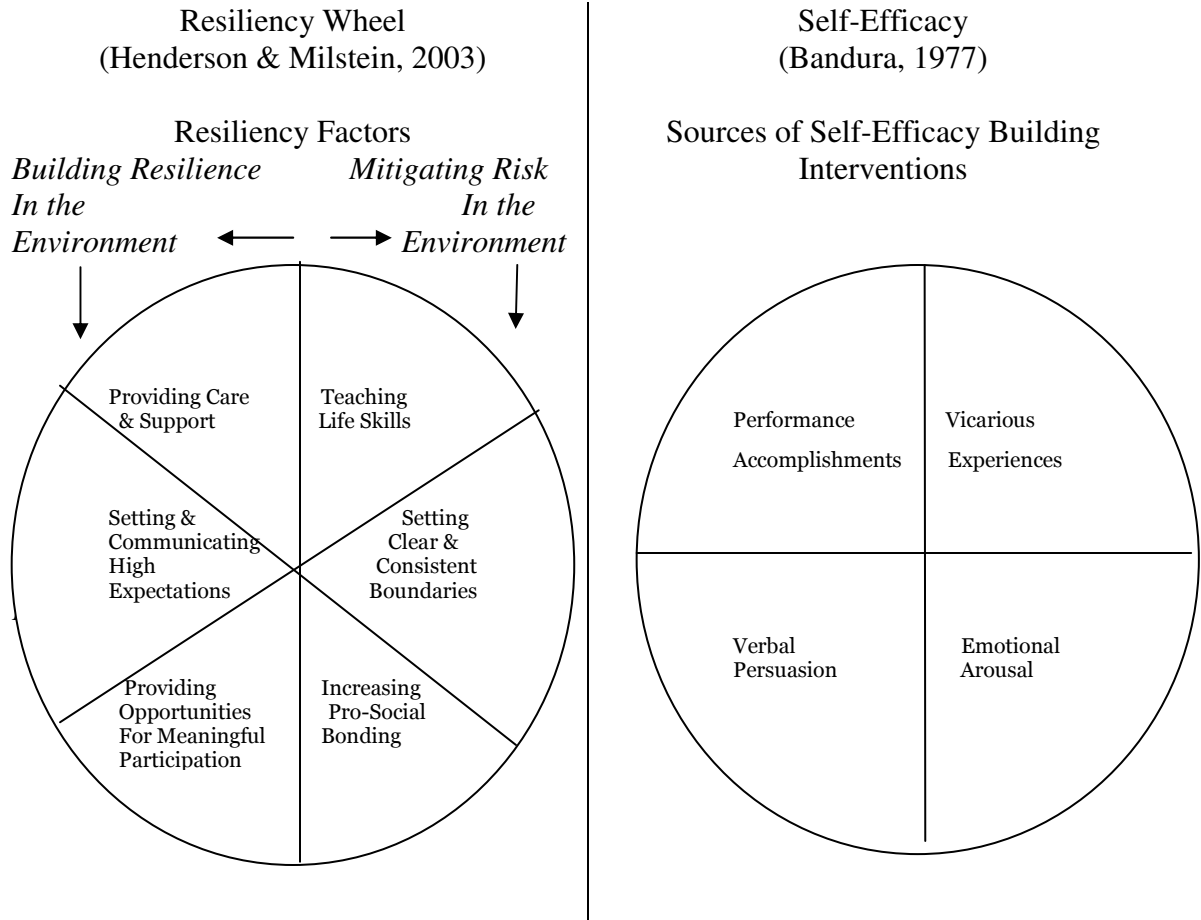 Resiliency Wheel
(Henderson & Milstein, 2003)
Resiliency Factors
Building Resilience
In the
Environment
Mitigating Risk
In the
Environment
Providing Care
& Support
Teaching
Life Skills
Setting &
Communicating
High
Expectations
Setting
Clear &
Consistent
Boundaries
Providing
Opportunities
For Meaningful
Participation
Increasing
Pro-Social
Bonding
Self-Efficacy
(Bandura, 1977)
Sources of Self-Efficacy Building
Interventions
Performance
Accomplishments
Vicarious
Experiences
Verbal
Persuasion
Emotional
Arousal